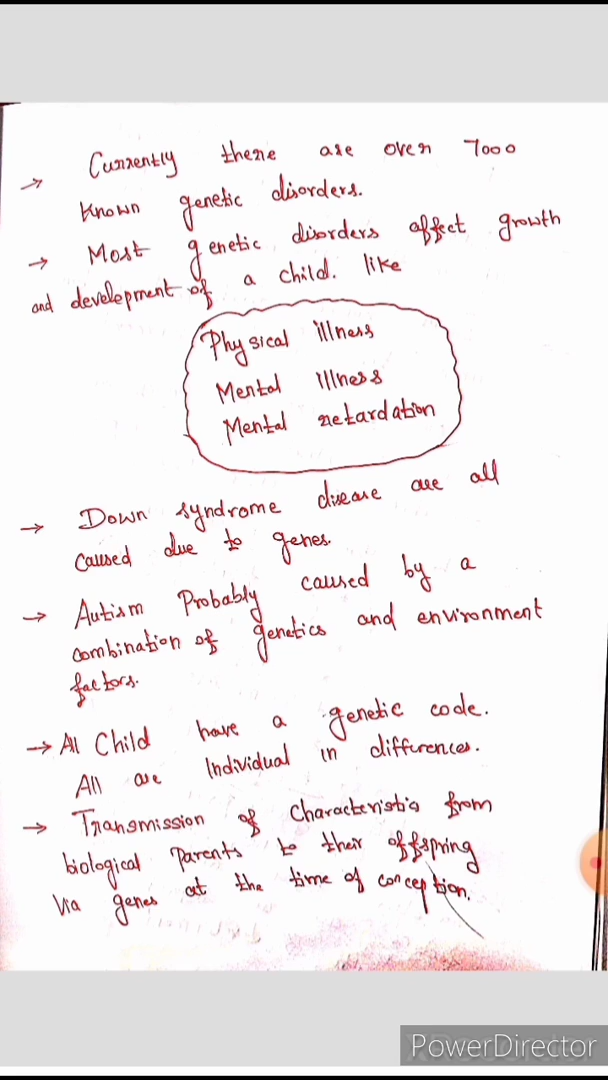 → Currently there are over 7000
known genetic disorders.
→ Most genetic disorders affect growth
and development of a child. like
Physical illness
Mental illness
Mental retardation
→ Down syndrome disease are all
caused due to genes.
→ Autism Probably caused by a
combination of genetics and environment
factors.
→ All Child have a genetic code.
All are Individual in differences.
→ Transmission of characteristis from
biological Parents to their offspring
Via genes at the time of conception.
PowerDirector